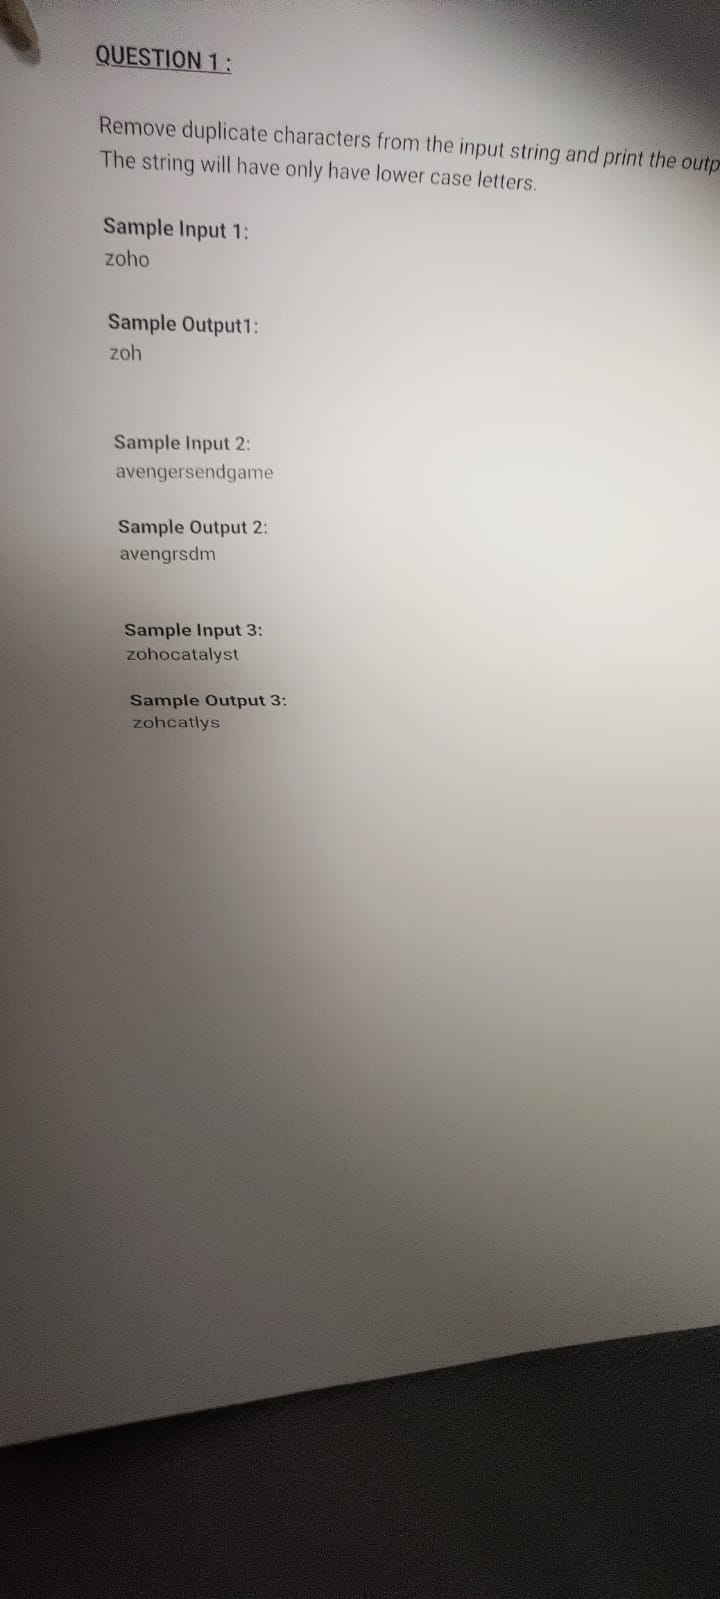 QUESTION 1 :
Remove duplicate characters from the input string and print the outp
The string will have only have lower case letters.
Sample Input 1:
zoho
Sample Output1:
zoh
Sample Input 2:
avengersendgame
Sample Output 2:
avengrsdm
Sample Input 3:
zohocatalyst
Sample Output 3:
zohcatlys